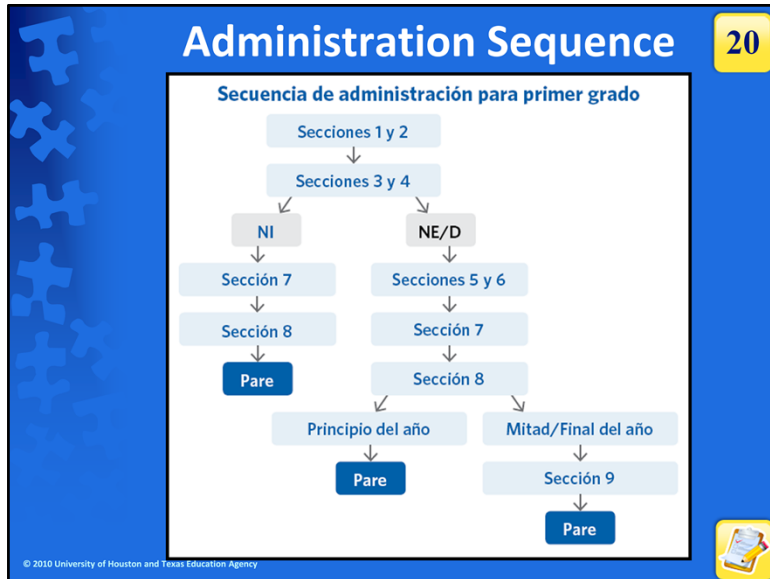 Administration Sequence
20
Secuencia de administración para primer grado
Secciones 1 y 2
Secciones 3 y 4
NI
NE/D
Sección 7
Secciones 5 y 6
Sección 8
Sección 7
Pare
Sección 8
Principio del año
Mitad/Final del año
Pare
Sección 9
Pare
© 2010 University of Houston and Texas Education Agency